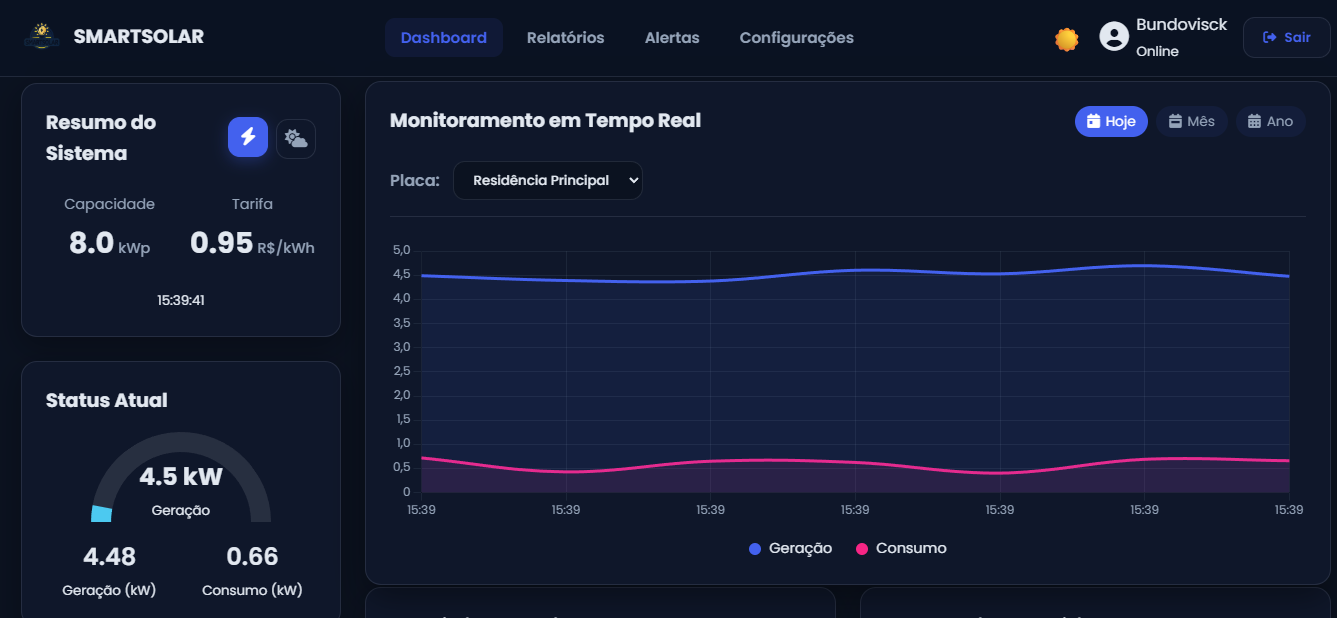 SMARTSOLAR
Dashboard
Relatórios
Alertas
Configurações
Bundovisck
Online
Sair
Resumo do
Sistema
Capacidade
Tarifa
8.0 kWp
0.95 R$/kWh
15:39:41
Status Atual
4.5 kW
Geração
4.48
0.66
Geração (kW)
Consumo (kW)
Monitoramento em Tempo Real
Hoje
Mês
Ano
Placa:
Residência Principal
5,0
4,5
4,0
3,5
3,0
2,5
2,0
1,5
1,0
0,5
0
15:39
15:39
15:39
15:39
15:39
15:39
15:39
Geração
Consumo